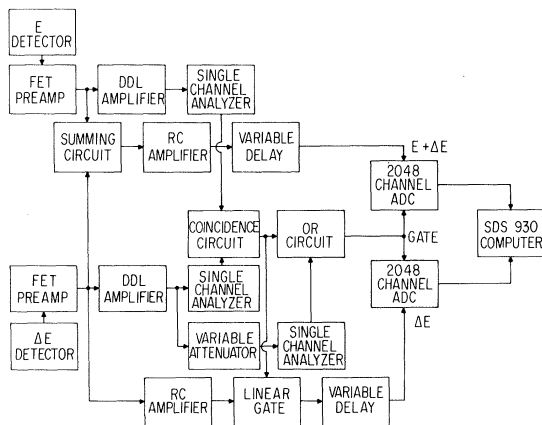 E
DETECTOR
FET
PREAMP
DDL
AMPLIFIER
SINGLE
CHANNEL
ANALYZER
SUMMING
CIRCUIT
RC
AMPLIFIER
VARIABLE
DELAY
E + ΔE
2048
CHANNEL
ADC
SDS 930
COMPUTER
COINCIDENCE
CIRCUIT
OR
CIRCUIT
GATE
FET
PREAMP
DDL
AMPLIFIER
SINGLE
CHANNEL
ANALYZER
2048
CHANNEL
ADC
ΔE
DETECTOR
VARIABLE
ATTENUATOR
SINGLE
CHANNEL
ANALYZER
ΔE
RC
AMPLIFIER
LINEAR
GATE
VARIABLE
DELAY